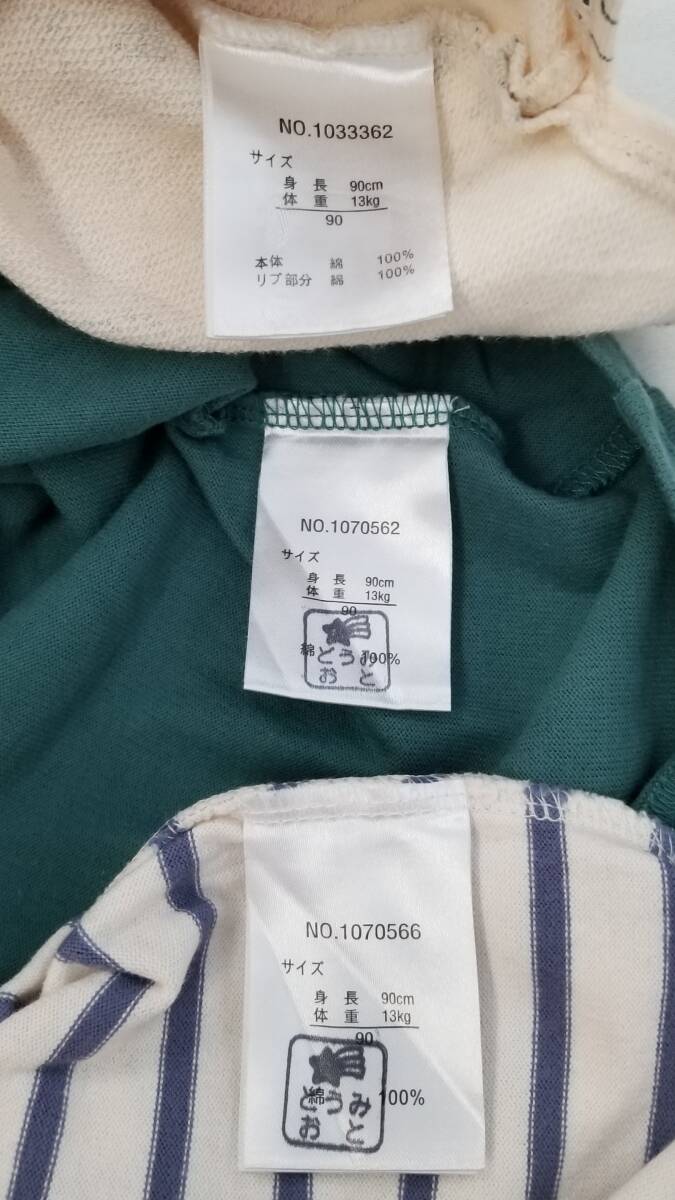 NO.1033362
サイズ
身長 90cm
体重 13kg
90
本体 綿 100%
リブ部分 綿 100%
NO.1070562
サイズ
身長 90cm
体重 13kg
90
綿 100%
とうみ
おと
NO.1070566
サイズ
身長 90cm
体重 13kg
90
綿 100%
とうみ
おと